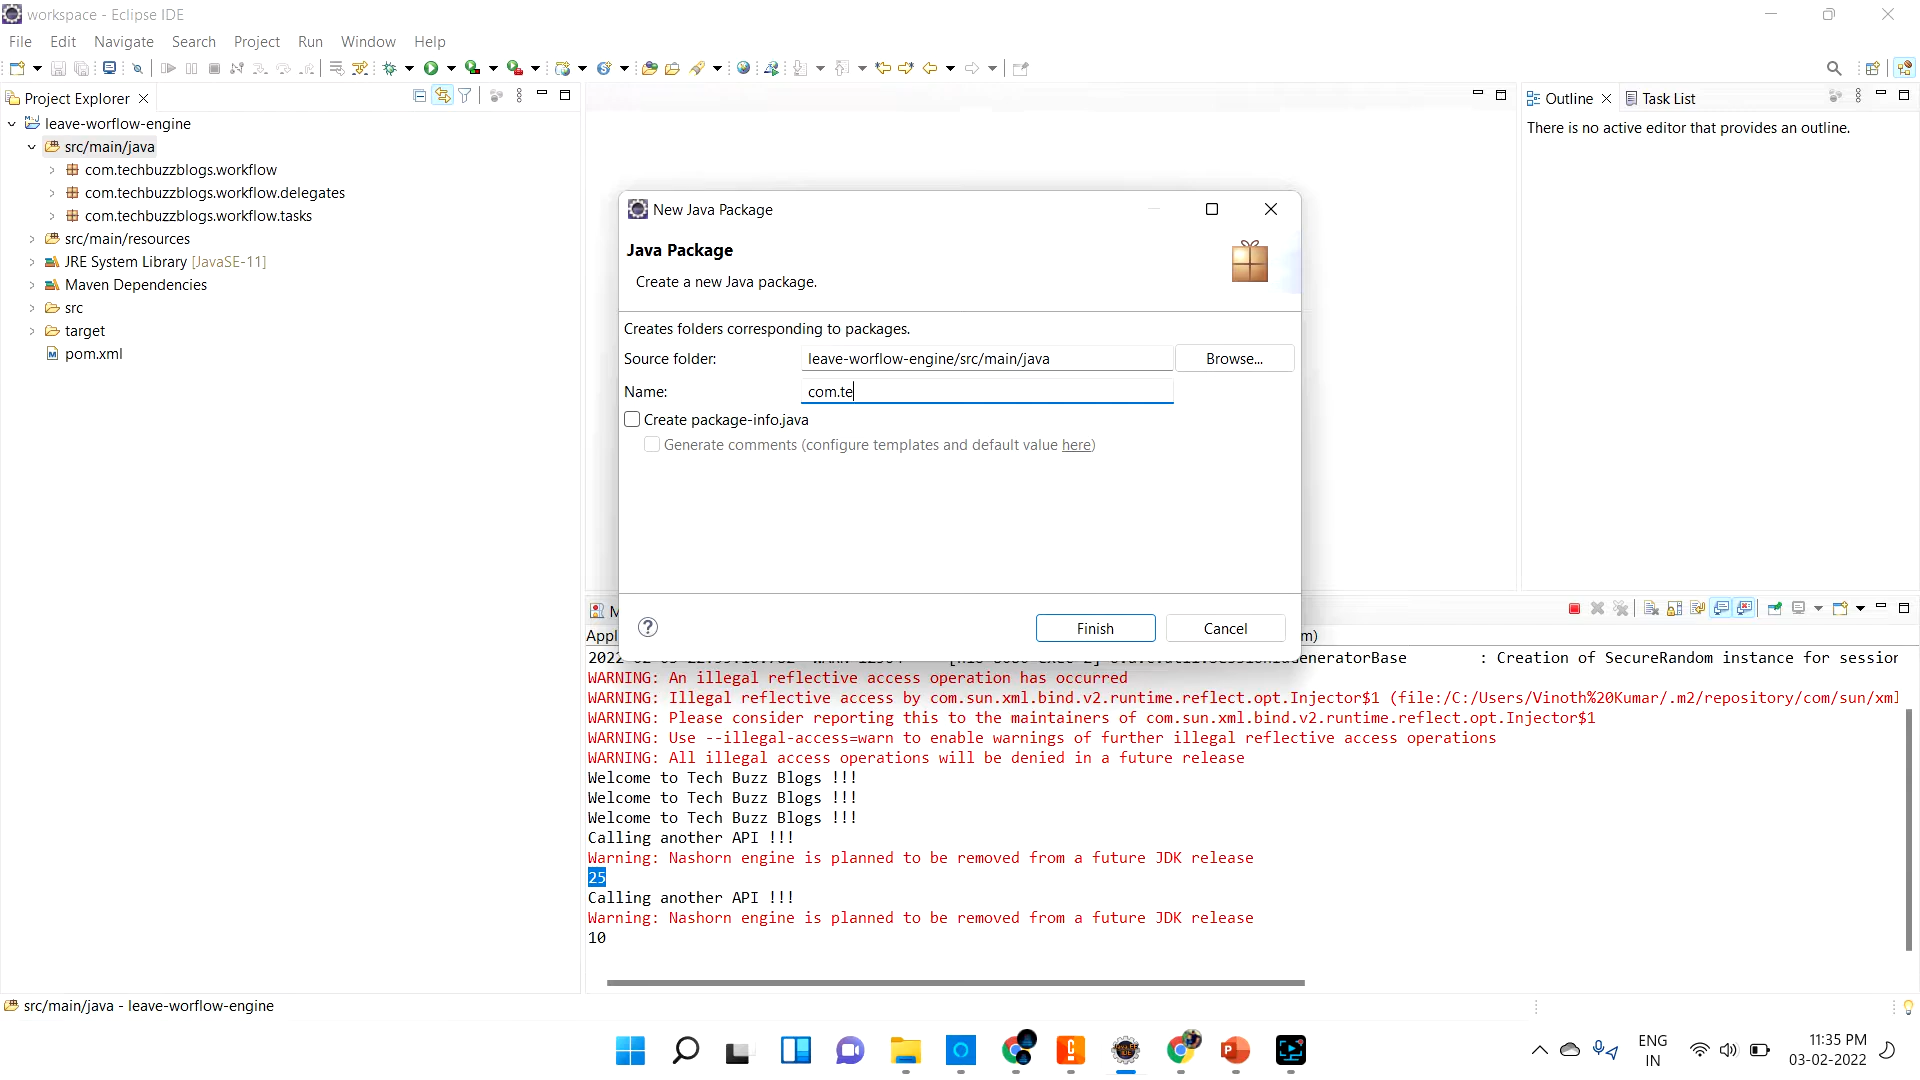 workspace - Eclipse IDE
File Edit Navigate Search Project Run Window Help
Project Explorer
Outline Task List
There is no active editor that provides an outline.
leave-worflow-engine
src/main/java
com.techbuzzblogs.workflow
com.techbuzzblogs.workflow.delegates
com.techbuzzblogs.workflow.tasks
src/main/resources
JRE System Library [JavaSE-11]
Maven Dependencies
src
target
pom.xml
New Java Package
Java Package
Create a new Java package.
Creates folders corresponding to packages.
Source folder: leave-worflow-engine/src/main/java Browse...
Name: com.te
Create package-info.java
Generate comments (configure templates and default value here)
Finish Cancel
: Creation of SecureRandom instance for session
WARNING: An illegal reflective access operation has occurred
WARNING: Illegal reflective access by com.sun.xml.bind.v2.runtime.reflect.opt.Injector$1 (file:/C:/Users/Vinoth%20Kumar/.m2/repository/com/sun/xml
WARNING: Please consider reporting this to the maintainers of com.sun.xml.bind.v2.runtime.reflect.opt.Injector$1
WARNING: Use --illegal-access=warn to enable warnings of further illegal reflective access operations
WARNING: All illegal access operations will be denied in a future release
Welcome to Tech Buzz Blogs !!!
Welcome to Tech Buzz Blogs !!!
Welcome to Tech Buzz Blogs !!!
Calling another API !!!
Warning: Nashorn engine is planned to be removed from a future JDK release
25
Calling another API !!!
Warning: Nashorn engine is planned to be removed from a future JDK release
10
src/main/java - leave-worflow-engine
ENG
IN
11:35 PM
03-02-2022